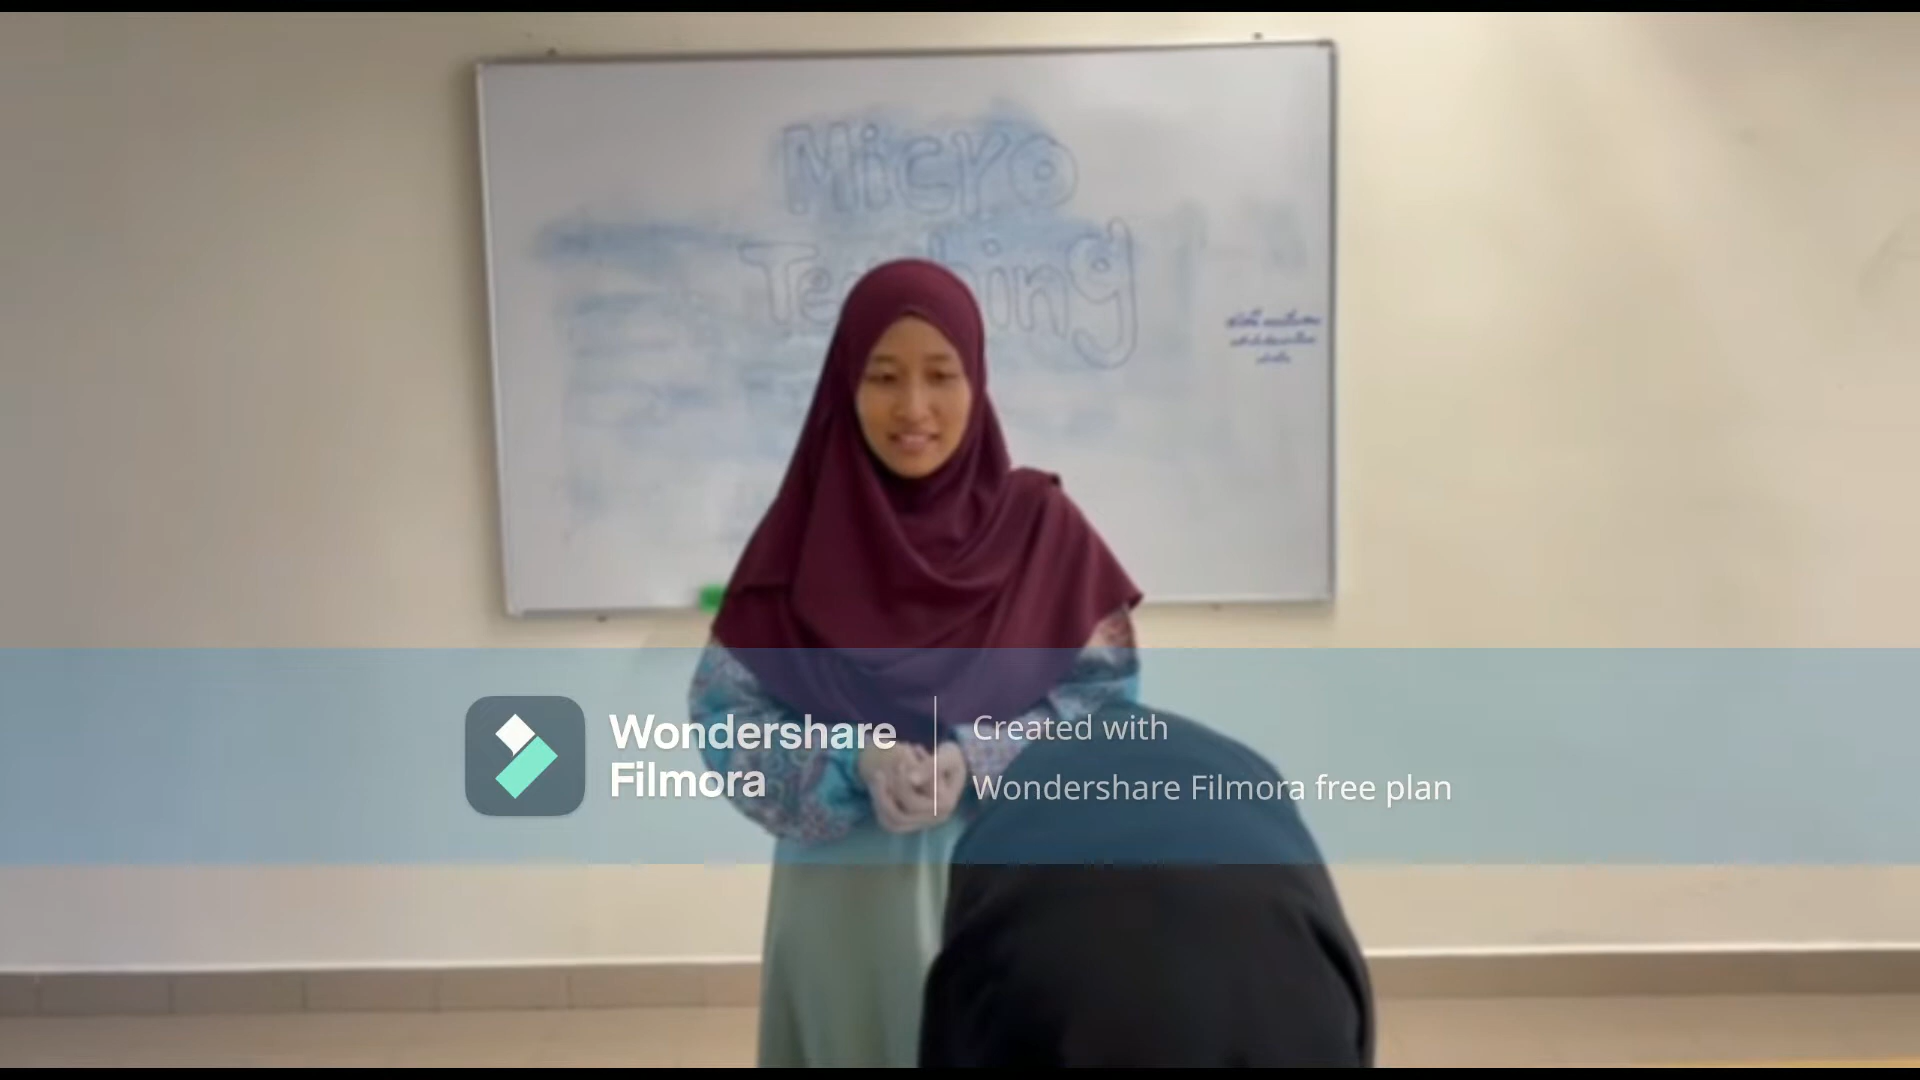 Micro
Teaching
Wondershare
Filmora
Created with
Wondershare Filmora free plan